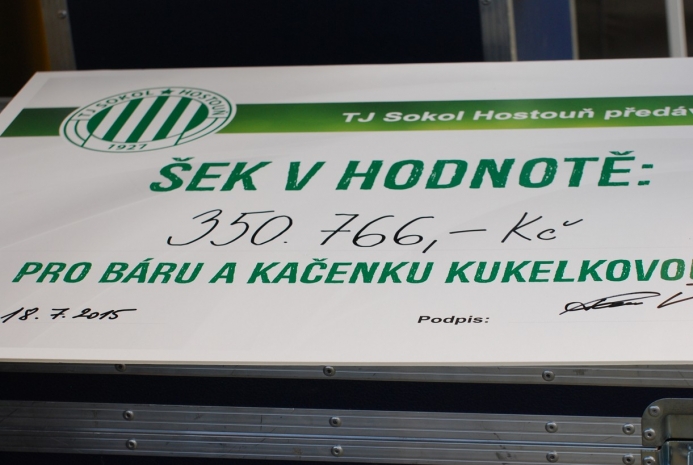 TJ SOKOL ★ HOSTOUŇ
1927
TJ Sokol Hostouň předáv
ŠEK V HODNOTĚ:
350.766,- Kč
PRO BÁRU A KAČENKU KUKELKOVOU
18.7.2015
Podpis: